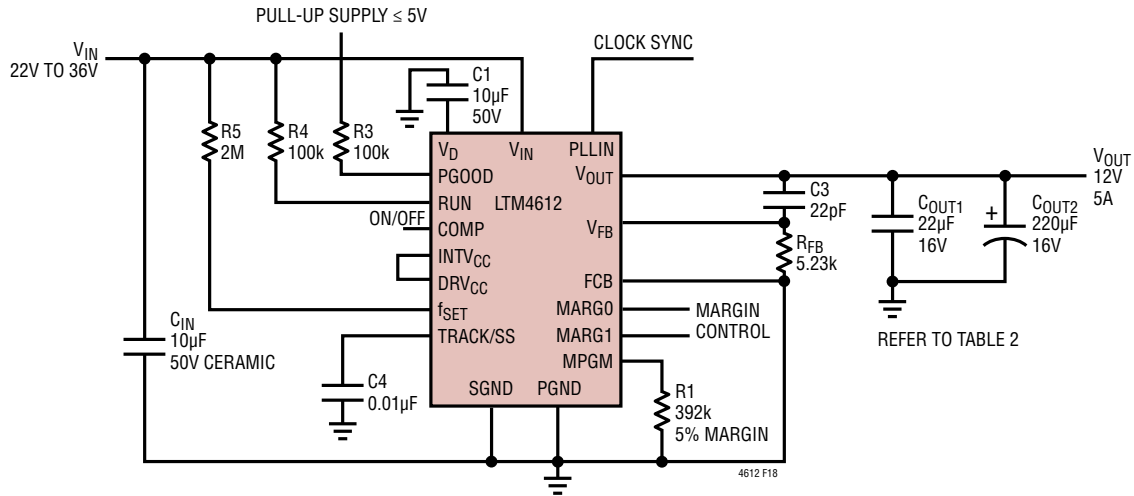 PULL-UP SUPPLY ≤ 5V
CLOCK SYNC
VIN
22V TO 36V
C1
10µF
50V
R5
2M
R4
100k
R3
100k
VD
VIN
PLLIN
PGOOD
VOUT
RUN
LTM4612
ON/OFF
COMP
VFB
INTVCC
DRVCC
FCB
fSET
MARG0
TRACK/SS
MARG1
MPGM
SGND
PGND
C3
22pF
RFB
5.23k
MARGIN
CONTROL
COUT1
22µF
16V
+
COUT2
220µF
16V
VOUT
12V
5A
REFER TO TABLE 2
CIN
10µF
50V CERAMIC
C4
0.01µF
R1
392k
5% MARGIN
4612 F18